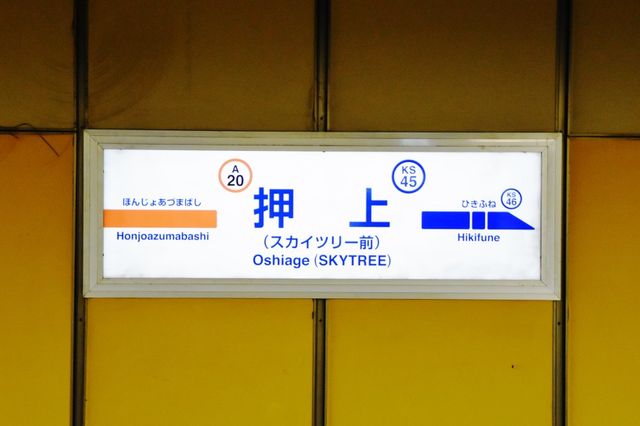 A
20
KS
45
ほんじょあづまばし
Honjoazumabashi
押上
(スカイツリー前)
Oshiage (SKYTREE)
ひきふね
KS
46
Hikifune